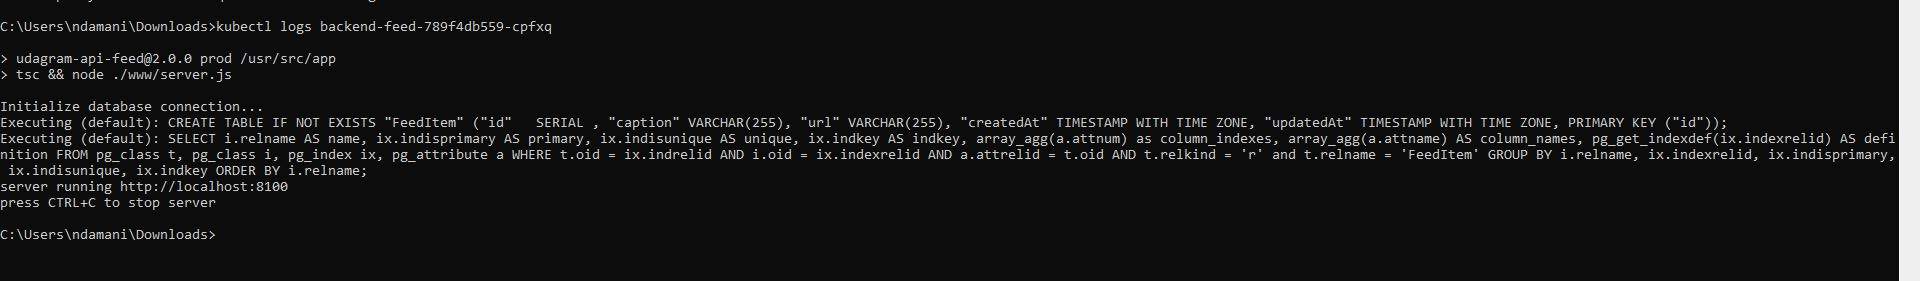 C:\Users\ndamani\Downloads>kubectl logs backend-feed-789f4db559-cpfxq
> udagram-api-feed@2.0.0 prod /usr/src/app
> tsc && node ./www/server.js
Initialize database connection...
Executing (default): CREATE TABLE IF NOT EXISTS "FeedItem" ("id"   SERIAL , "caption" VARCHAR(255), "url" VARCHAR(255), "createdAt" TIMESTAMP WITH TIME ZONE, "updatedAt" TIMESTAMP WITH TIME ZONE, PRIMARY KEY ("id"));
Executing (default): SELECT i.relname AS name, ix.indisprimary AS primary, ix.indisunique AS unique, ix.indkey AS indkey, array_agg(a.attnum) as column_indexes, array_agg(a.attname) AS column_names, pg_get_indexdef(ix.indexrelid) AS defi
nition FROM pg_class t, pg_class i, pg_index ix, pg_attribute a WHERE t.oid = ix.indrelid AND i.oid = ix.indexrelid AND a.attrelid = t.oid AND t.relkind = 'r' and t.relname = 'FeedItem' GROUP BY i.relname, ix.indexrelid, ix.indisprimary,
 ix.indisunique, ix.indkey ORDER BY i.relname;
server running http://localhost:8100
press CTRL+C to stop server
C:\Users\ndamani\Downloads>